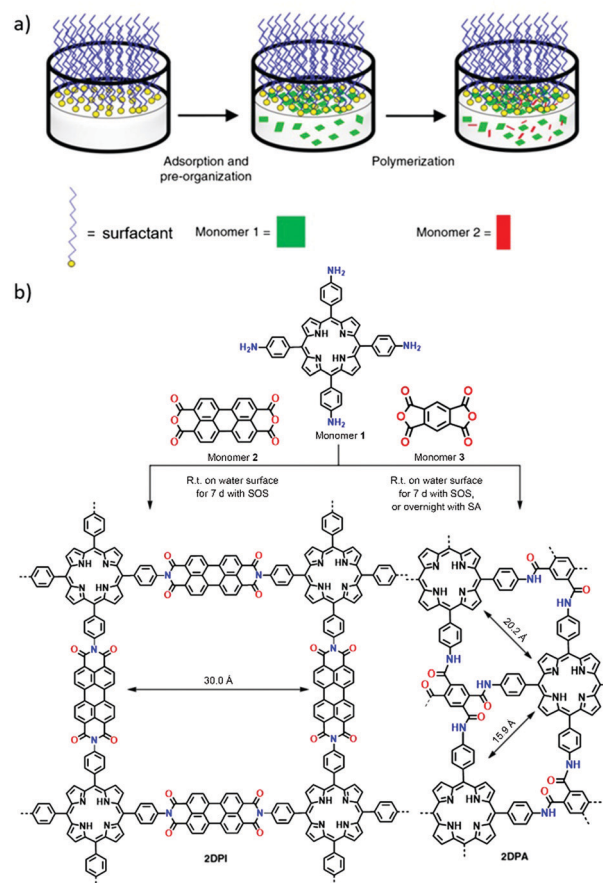 a)
Adsorption and
pre-organization
Polymerization
= surfactant
Monomer 1 =
Monomer 2 =
b)
NH₂
H₂N
N
HN
NH
N
NH₂
NH₂
O O
O O
O O
O O
O O
O O
Monomer 2
Monomer 1
Monomer 3
R.t. on water surface
for 7 d with SOS
R.t. on water surface
for 7 d with SOS,
or overnight with SA
30.0 Å
20.2 Å
15.9 Å
2DPI
2DPA